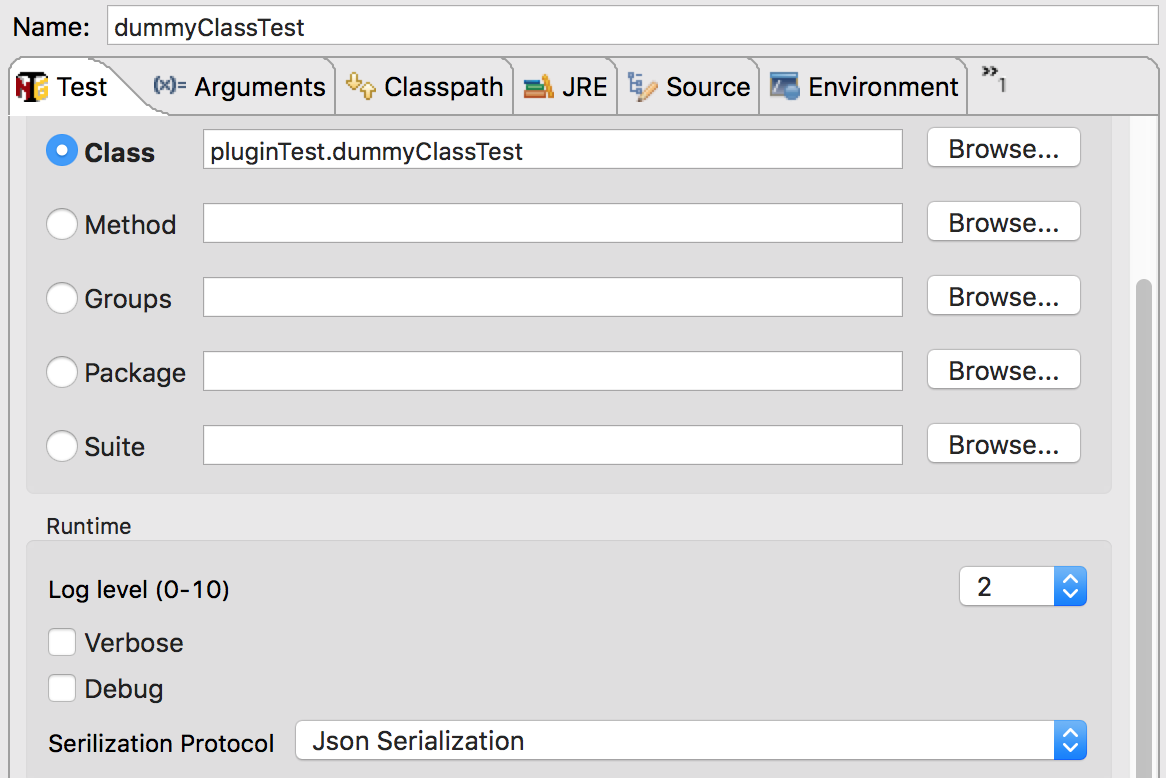 Name: dummyClassTest
Test (x)= Arguments Classpath JRE Source Environment »1
Class pluginTest.dummyClassTest Browse...
Method Browse...
Groups Browse...
Package Browse...
Suite Browse...
Runtime
Log level (0-10) 2
Verbose
Debug
Serilization Protocol Json Serialization